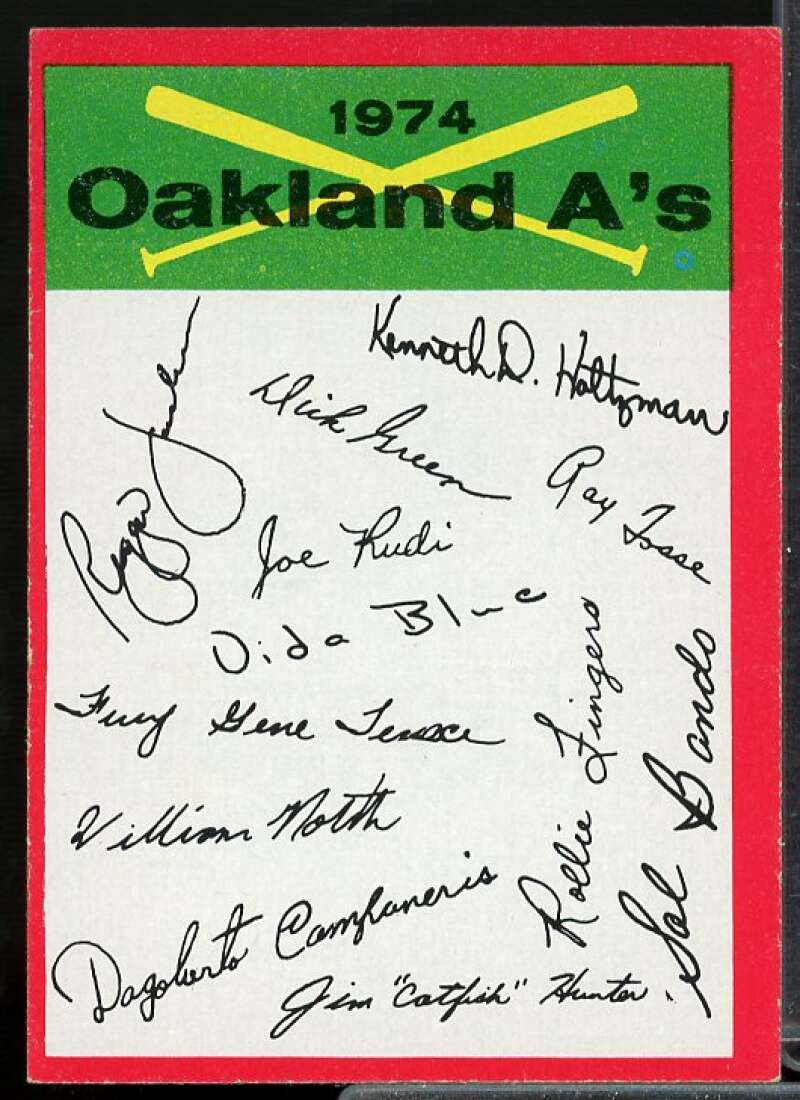 1974
Oakland A's
Kenneth D. Holtzman
Dick Green
Ray Fosse
Reggie Jackson
Joe Rudi
Vida Blue
Rollie Fingers
Sal Bando
Fury Gene Tenace
William North
Dagoberto Campaneris
Jim "Catfish" Hunter